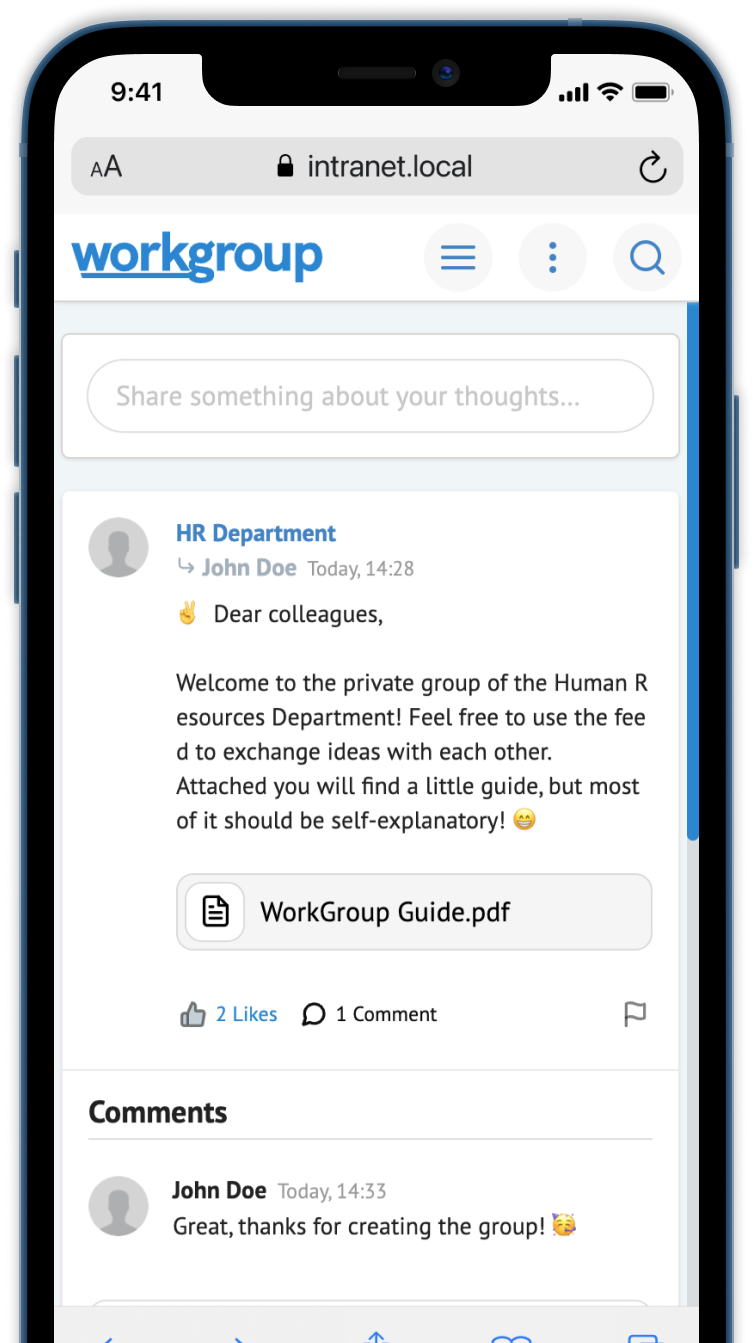 9:41
AA
intranet.local
workgroup
Share something about your thoughts...
HR Department
↳ John Doe Today, 14:28
✌️ Dear colleagues,
Welcome to the private group of the Human R
esources Department! Feel free to use the fee
d to exchange ideas with each other.
Attached you will find a little guide, but most
of it should be self-explanatory! 😁
WorkGroup Guide.pdf
2 Likes
1 Comment
Comments
John Doe Today, 14:33
Great, thanks for creating the group! 🥳